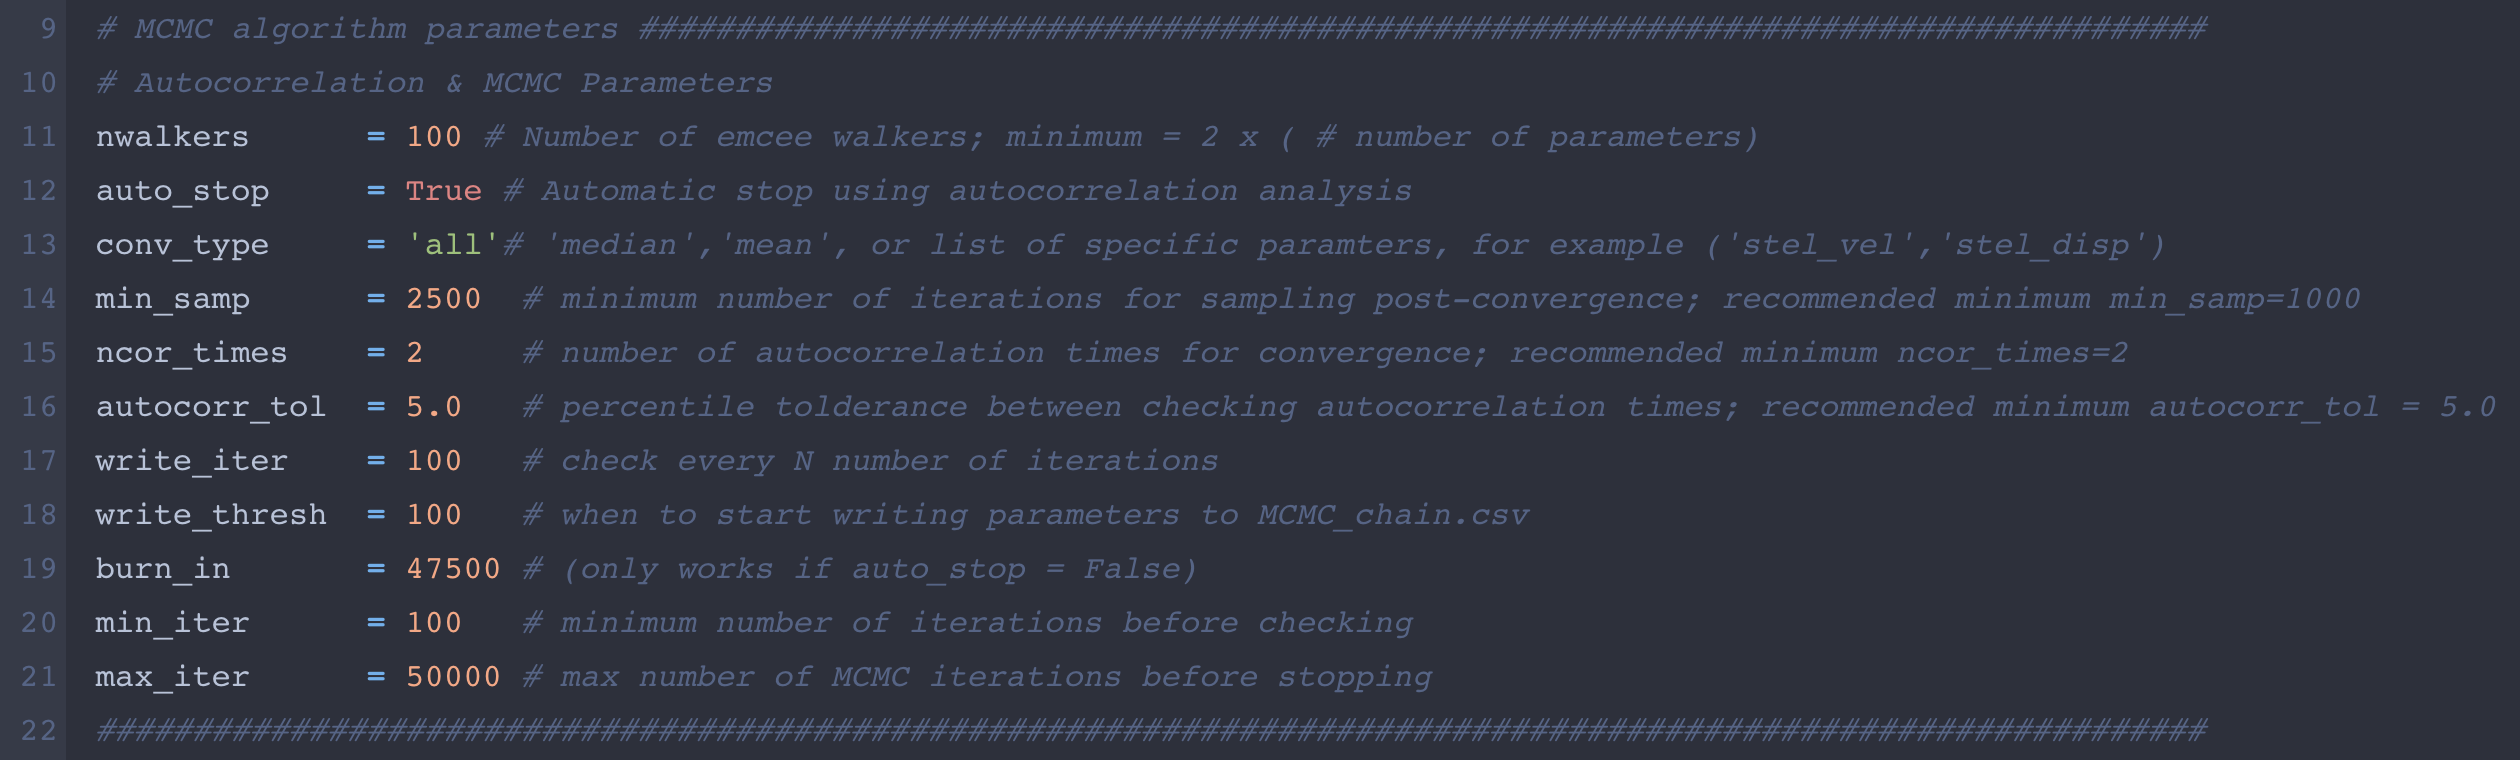 9 # MCMC algorithm parameters #################################################################################
10 # Autocorrelation & MCMC Parameters
11 nwalkers      = 100 # Number of emcee walkers; minimum = 2 x ( # number of parameters)
12 auto_stop     = True # Automatic stop using autocorrelation analysis
13 conv_type     = 'all'# 'median','mean', or list of specific paramters, for example ('stel_vel','stel_disp')
14 min_samp      = 2500  # minimum number of iterations for sampling post-convergence; recommended minimum min_samp=1000
15 ncor_times    = 2     # number of autocorrelation times for convergence; recommended minimum ncor_times=2
16 autocorr_tol  = 5.0   # percentile tolderance between checking autocorrelation times; recommended minimum autocorr_tol = 5.0
17 write_iter    = 100   # check every N number of iterations
18 write_thresh  = 100   # when to start writing parameters to MCMC_chain.csv
19 burn_in       = 47500 # (only works if auto_stop = False)
20 min_iter      = 100   # minimum number of iterations before checking
21 max_iter      = 50000 # max number of MCMC iterations before stopping
22 #############################################################################################################